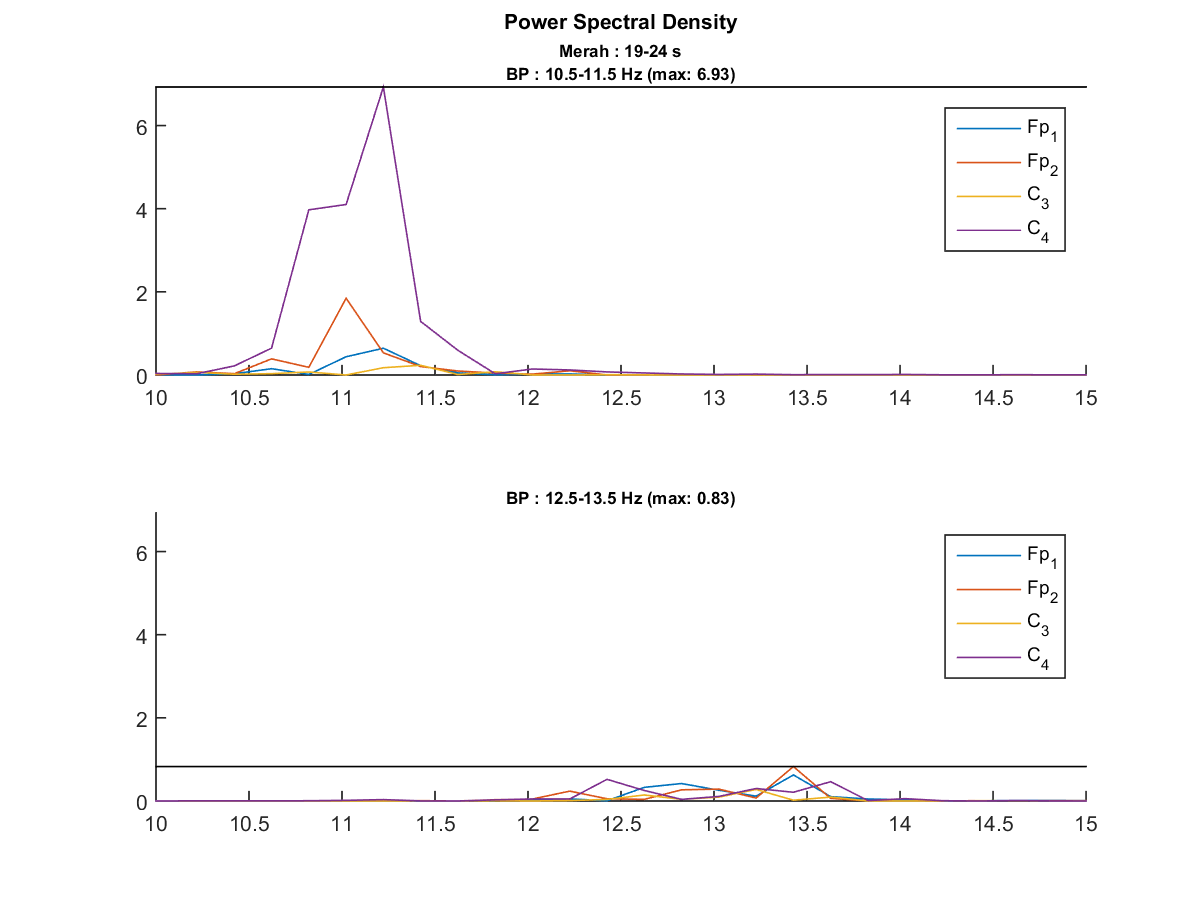 Power Spectral Density
Merah : 19-24 s
BP : 10.5-11.5 Hz (max: 6.93)
6
4
2
0
10 10.5 11 11.5 12 12.5 13 13.5 14 14.5 15
Fp1
Fp2
C3
C4
BP : 12.5-13.5 Hz (max: 0.83)
6
4
2
0
10 10.5 11 11.5 12 12.5 13 13.5 14 14.5 15
Fp1
Fp2
C3
C4